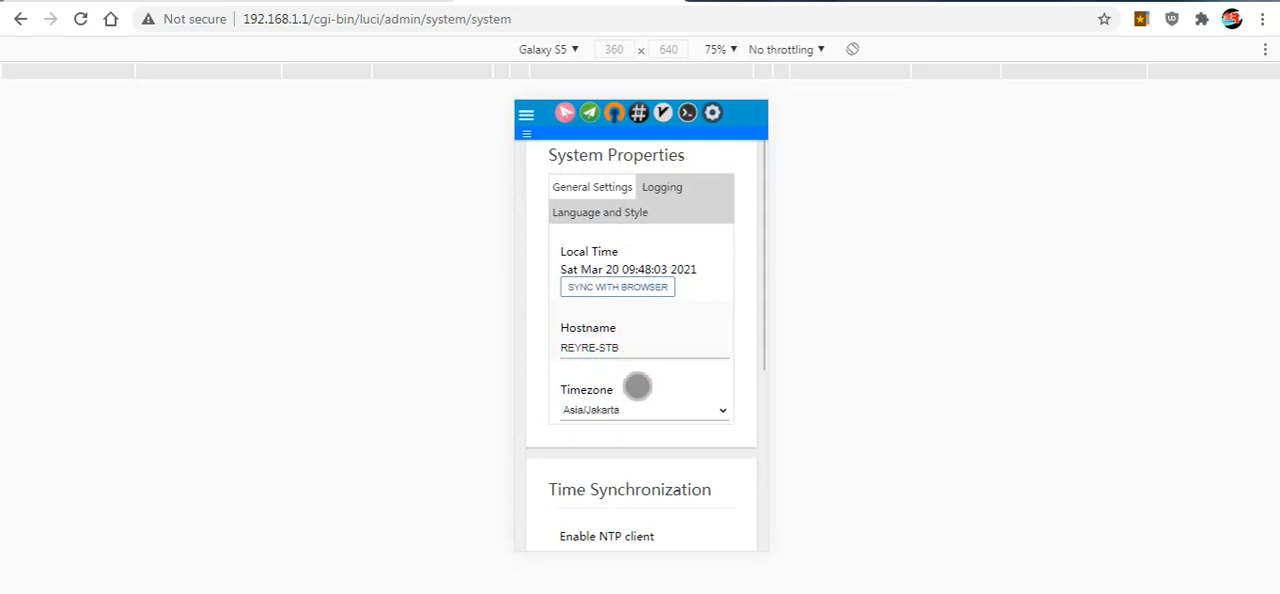 Not secure 192.168.1.1/cgi-bin/luci/admin/system/system
Galaxy S5 360 x 640 75% No throttling
System Properties
General Settings Logging
Language and Style
Local Time
Sat Mar 20 09:48:03 2021
SYNC WITH BROWSER
Hostname
REYRE-STB
Timezone
Asia/Jakarta
Time Synchronization
Enable NTP client